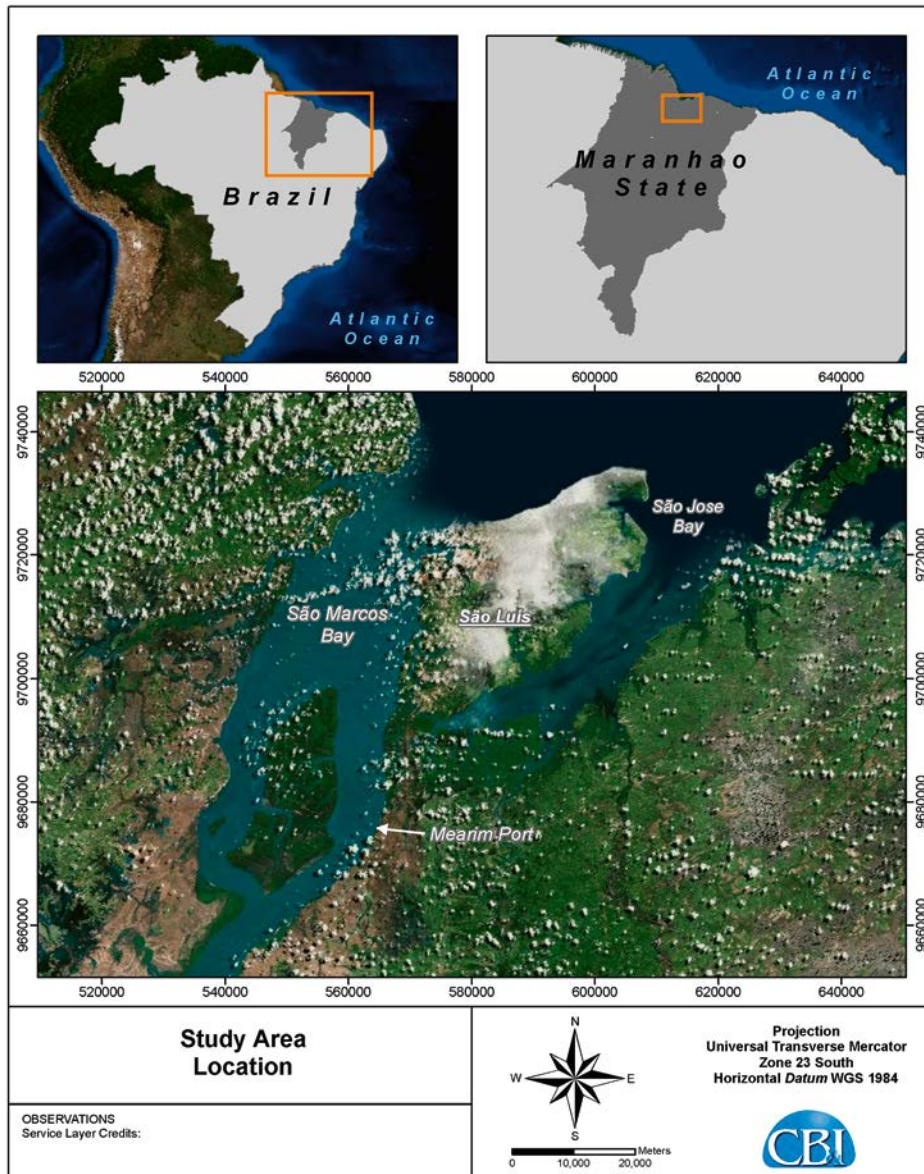 Brazil
Atlantic
Ocean
Atlantic
Ocean
Maranhao
State
520000 540000 560000 580000 600000 620000 640000
9740000
9740000
9720000
9720000
9700000
9700000
9680000
9680000
9660000
9660000
São Jose
Bay
São Marcos
Bay
São Luis
Mearim Port
520000 540000 560000 580000 600000 620000 640000
Study Area
Location
OBSERVATIONS
Service Layer Credits:
N
W E
S
Meters
0 10,000 20,000
Projection
Universal Transverse Mercator
Zone 23 South
Horizontal Datum WGS 1984
CB&I